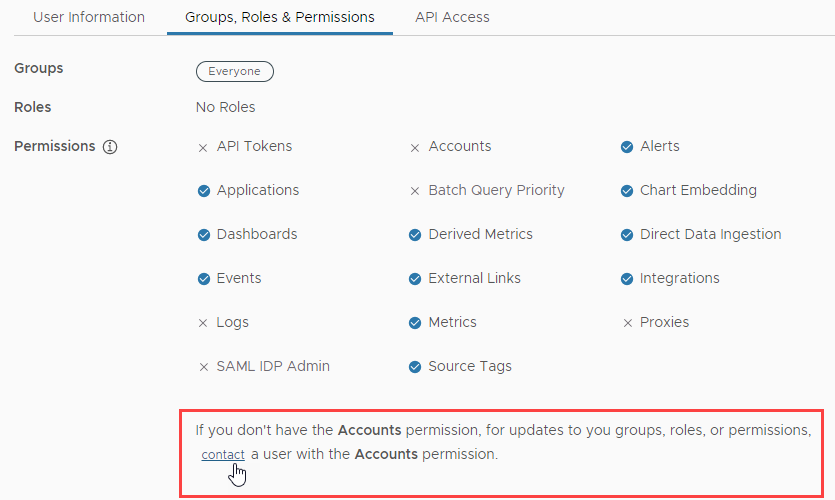 User Information Groups, Roles & Permissions API Access
Groups Everyone
Roles No Roles
Permissions API Tokens Accounts Alerts
Applications Batch Query Priority Chart Embedding
Dashboards Derived Metrics Direct Data Ingestion
Events External Links Integrations
Logs Metrics Proxies
SAML IDP Admin Source Tags
If you don't have the Accounts permission, for updates to you groups, roles, or permissions,
contact a user with the Accounts permission.